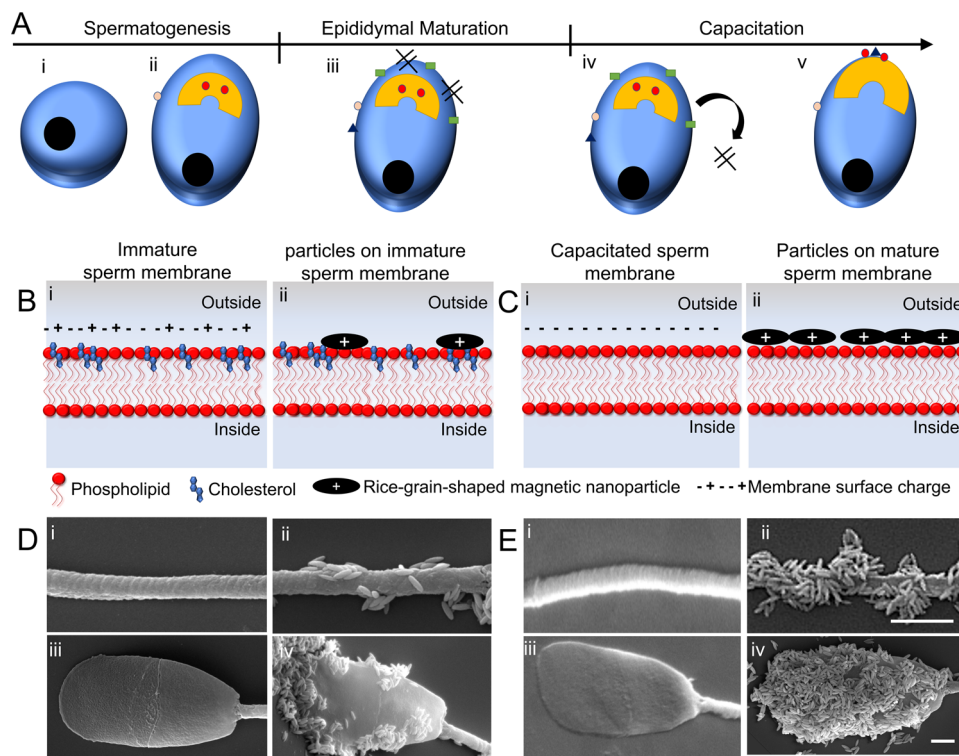 A
Spermatogenesis Epididymal Maturation Capacitation
i ii iii iv v
Immature
sperm membrane
particles on immature
sperm membrane
Capacitated sperm
membrane
Particles on mature
sperm membrane
B
i
Outside
- + - + - + - - - + - + - + -
Inside
ii
Outside
+ +
Inside
C
i
Outside
- - - - - - - - - - - - - - - -
Inside
ii
Outside
+ + + + +
Inside
Phospholipid Cholesterol + Rice-grain-shaped magnetic nanoparticle - + - - + Membrane surface charge
D
i ii
iii iv
E
i ii
iii iv